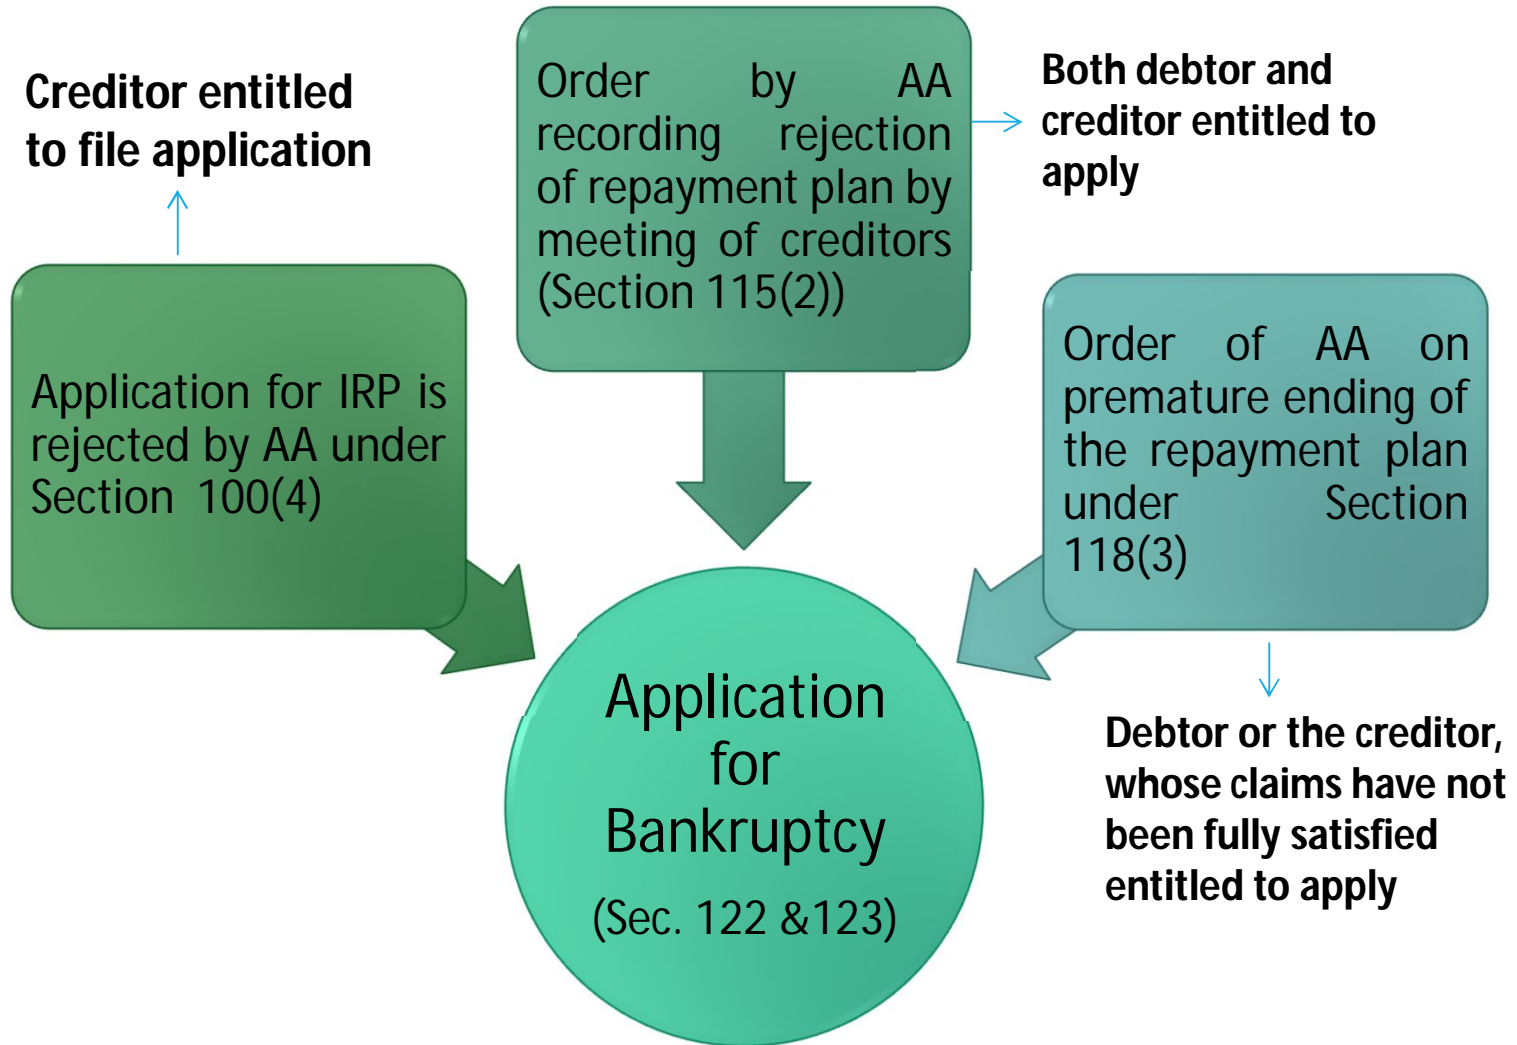 Creditor entitled
to file application
Application for IRP is
rejected by AA under
Section 100(4)
Order by AA
recording rejection
of repayment plan by
meeting of creditors
(Section 115(2))
Both debtor and
creditor entitled to
apply
Order of AA on
premature ending of
the repayment plan
under Section
118(3)
Debtor or the creditor,
whose claims have not
been fully satisfied
entitled to apply
Application
for
Bankruptcy
(Sec. 122 &123)